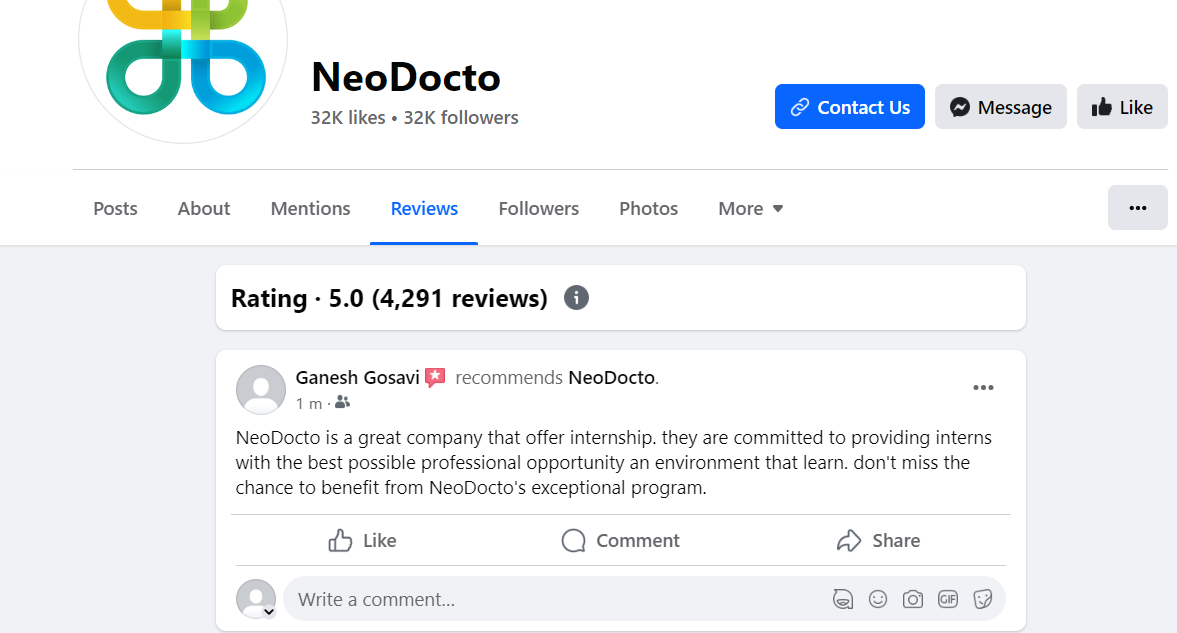 NeoDocto
32K likes • 32K followers
Contact Us
Message
Like
Posts
About
Mentions
Reviews
Followers
Photos
More
Rating · 5.0 (4,291 reviews)
Ganesh Gosavi recommends NeoDocto.
1 m ·
NeoDocto is a great company that offer internship. they are committed to providing interns
with the best possible professional opportunity an environment that learn. don't miss the
chance to benefit from NeoDocto's exceptional program.
Like
Comment
Share
Write a comment...
GIF